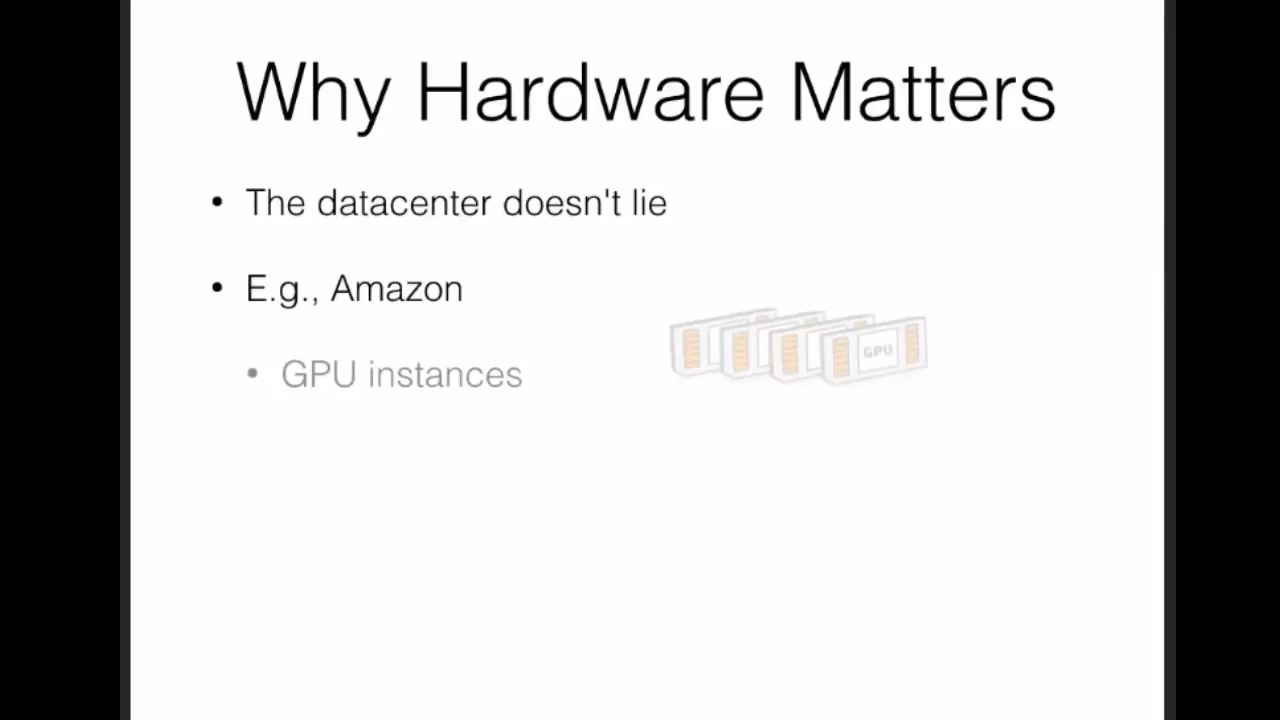 Why Hardware Matters
• The datacenter doesn't lie
• E.g., Amazon
• GPU instances
GPU